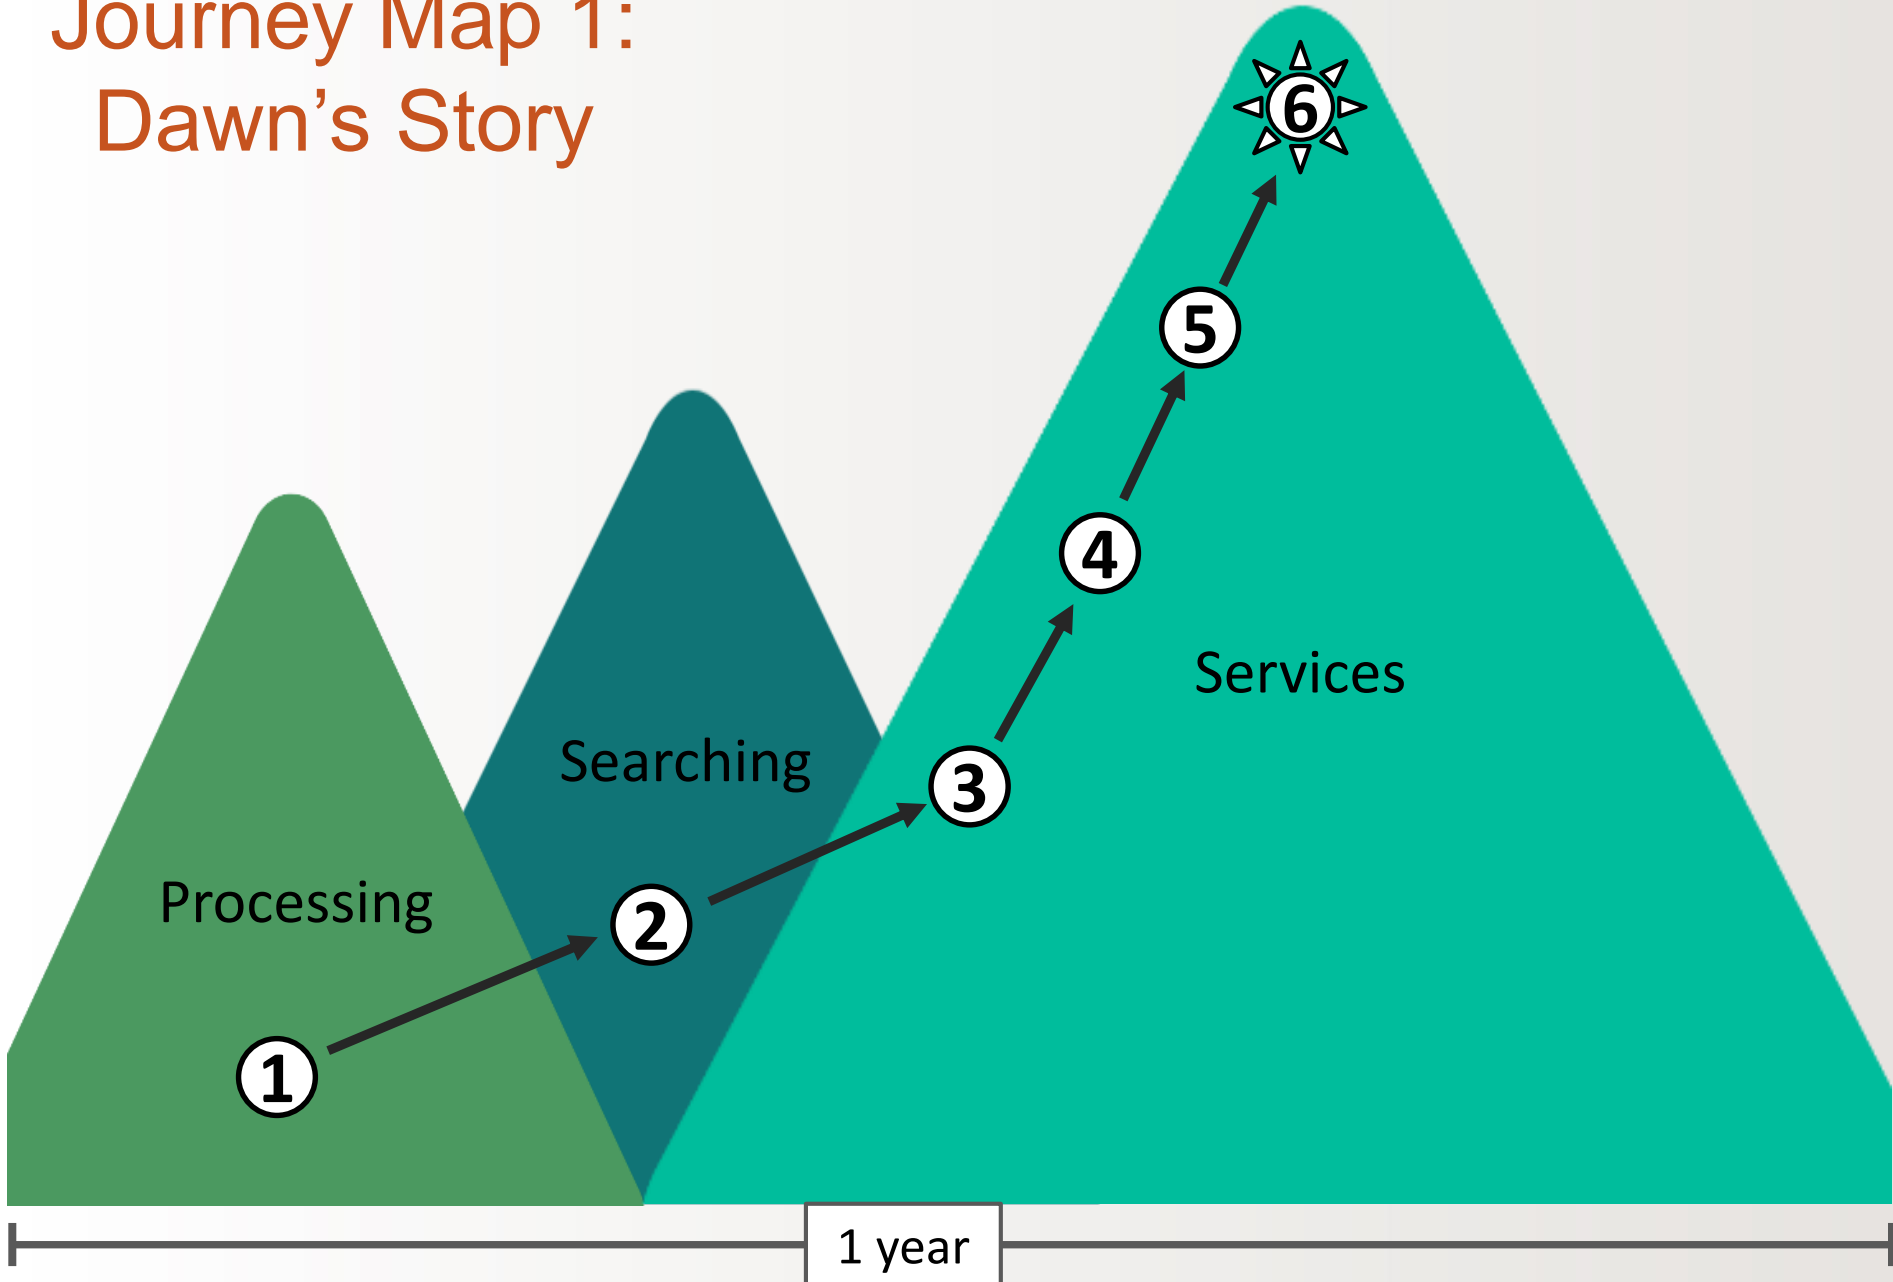 Journey Map 1:
Dawn’s Story
6
5
4
Services
Searching
3
Processing
2
1
1 year